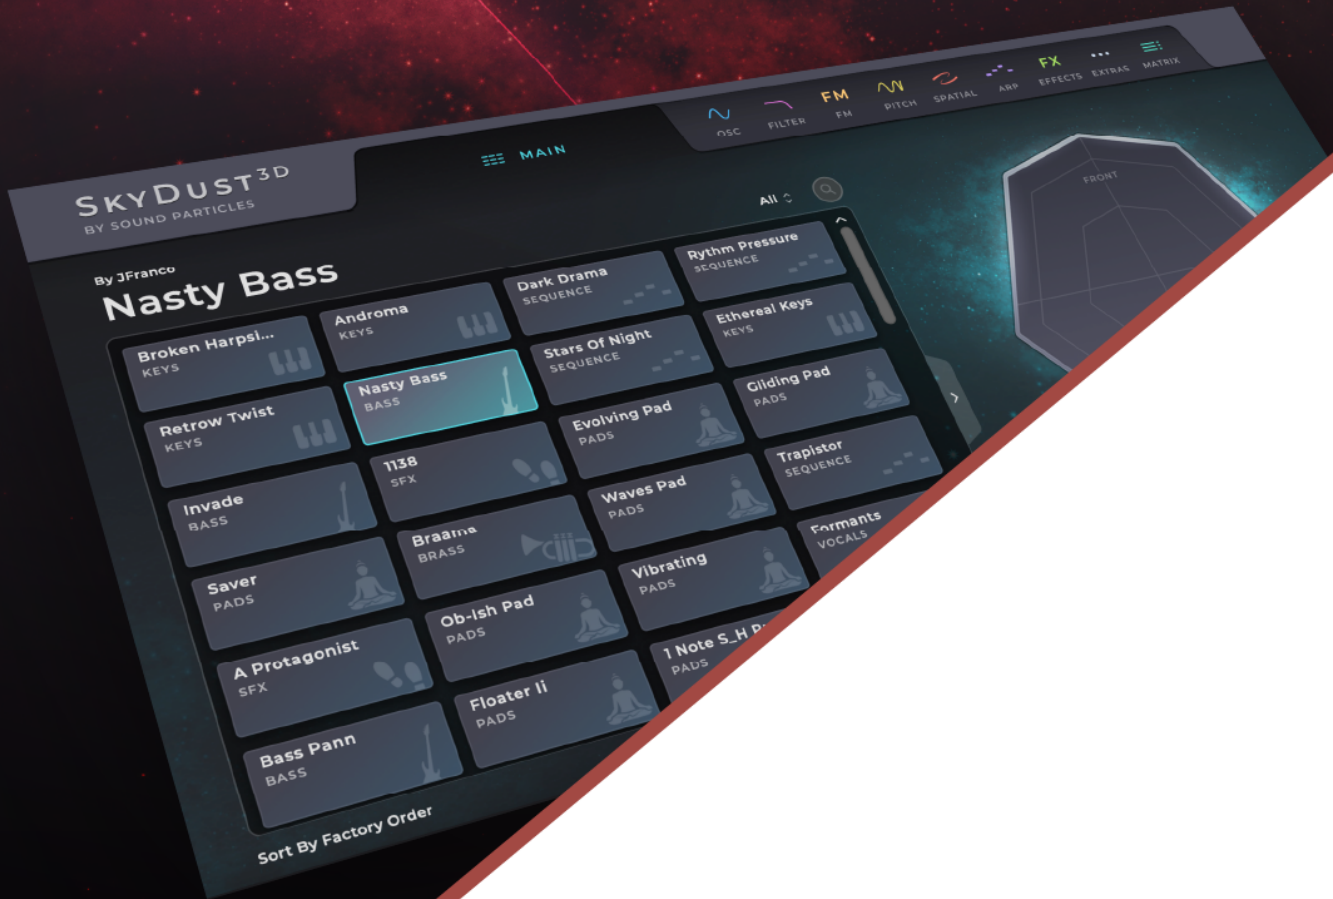 SKYDUST3D
BY SOUND PARTICLES
MAIN
OSC
FILTER
FM
FM
PITCH
SPATIAL
ARP
FX
EFFECTS
EXTRAS
MATRIX
By JFranco
Nasty Bass
All
FRONT
Broken Harpsi...
KEYS
Androma
KEYS
Dark Drama
SEQUENCE
Rythm Pressure
SEQUENCE
Retrow Twist
KEYS
Nasty Bass
BASS
Stars Of Night
SEQUENCE
Ethereal Keys
KEYS
Invade
BASS
1138
SFX
Evolving Pad
PADS
Gliding Pad
PADS
Saver
PADS
Braama
BRASS
Waves Pad
PADS
Trapistor
SEQUENCE
A Protagonist
SFX
Ob-Ish Pad
PADS
Vibrating
PADS
Formants
VOCALS
Bass Pann
BASS
Floater Ii
PADS
1 Note S_H
PADS
Sort By Factory Order